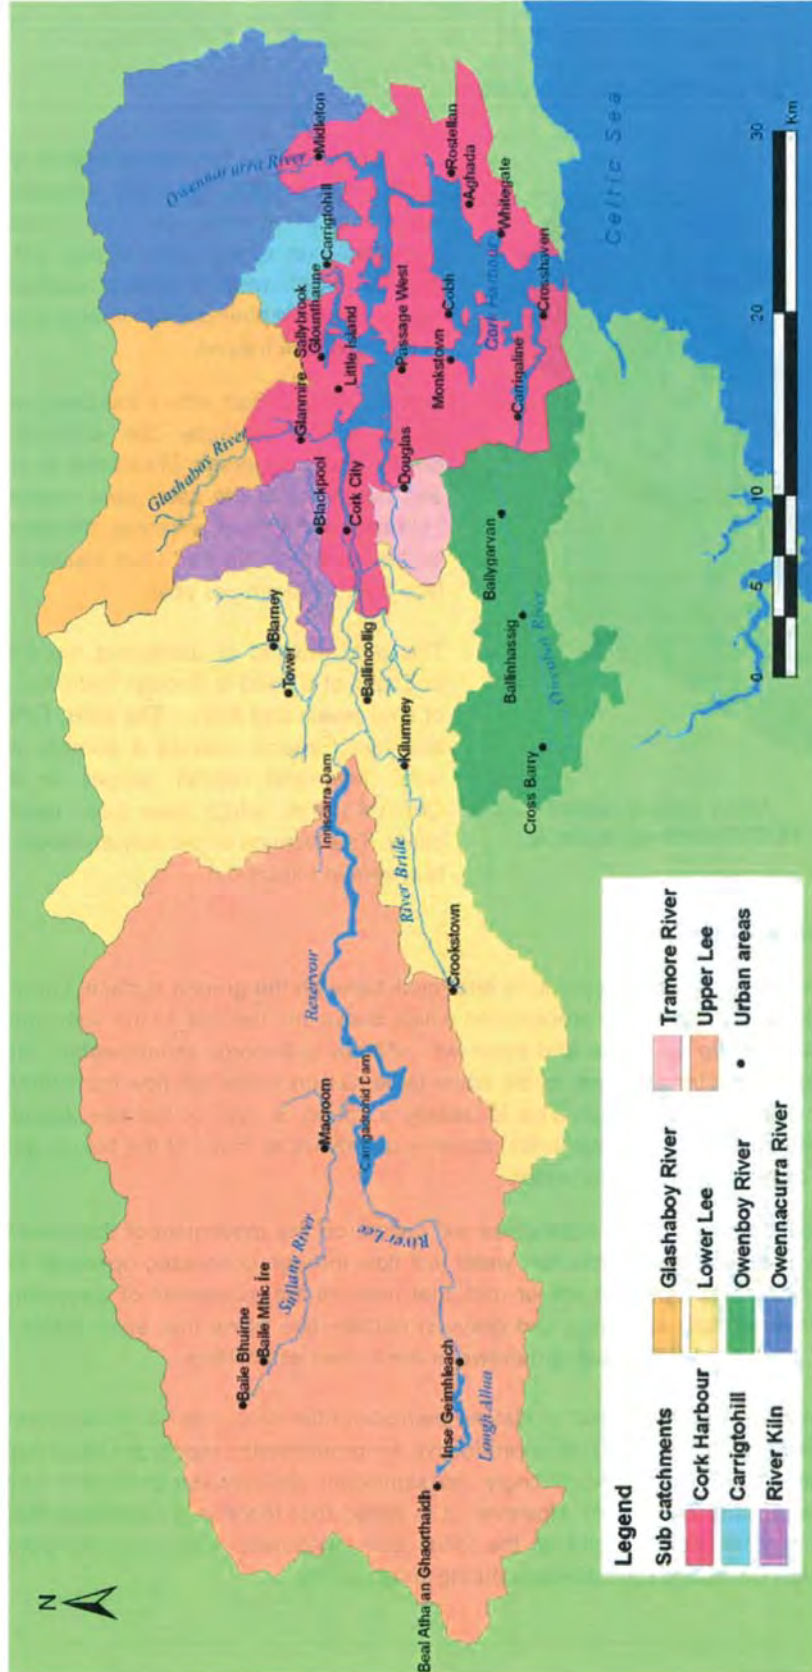 N
Beal Atha an Ghaorthaidh
Baile Bhuirne
Baile Mhic Íre
Inse Geimhleach
Lough Allua
Sullane River
River Lee
Macroom
Carrigadrohid Dam
Reservoir
Inniscarra Dam
Crookstown
River Bride
Kilumney
Tower
Blarney
Ballincollig
Cross Barry
Ballinhassig
Ballygarvan
Blackpool
Cork City
Douglas
Glashaboy River
Glanmire - Sallybrook
Glounthaune
Little Island
Passage West
Monkstown
Carrigaline
Carrigtohill
Cobh
Cork Harbour
Crosshaven
Owennacurra River
Midleton
Rostellan
Aghada
Whitegate
Celtic Sea
Legend
Sub catchments
Cork Harbour
Carrigtohill
River Kiln
Glashaboy River
Lower Lee
Owenboy River
Owennacurra River
Tramore River
Upper Lee
Urban areas
0 5 10 20 30
Km